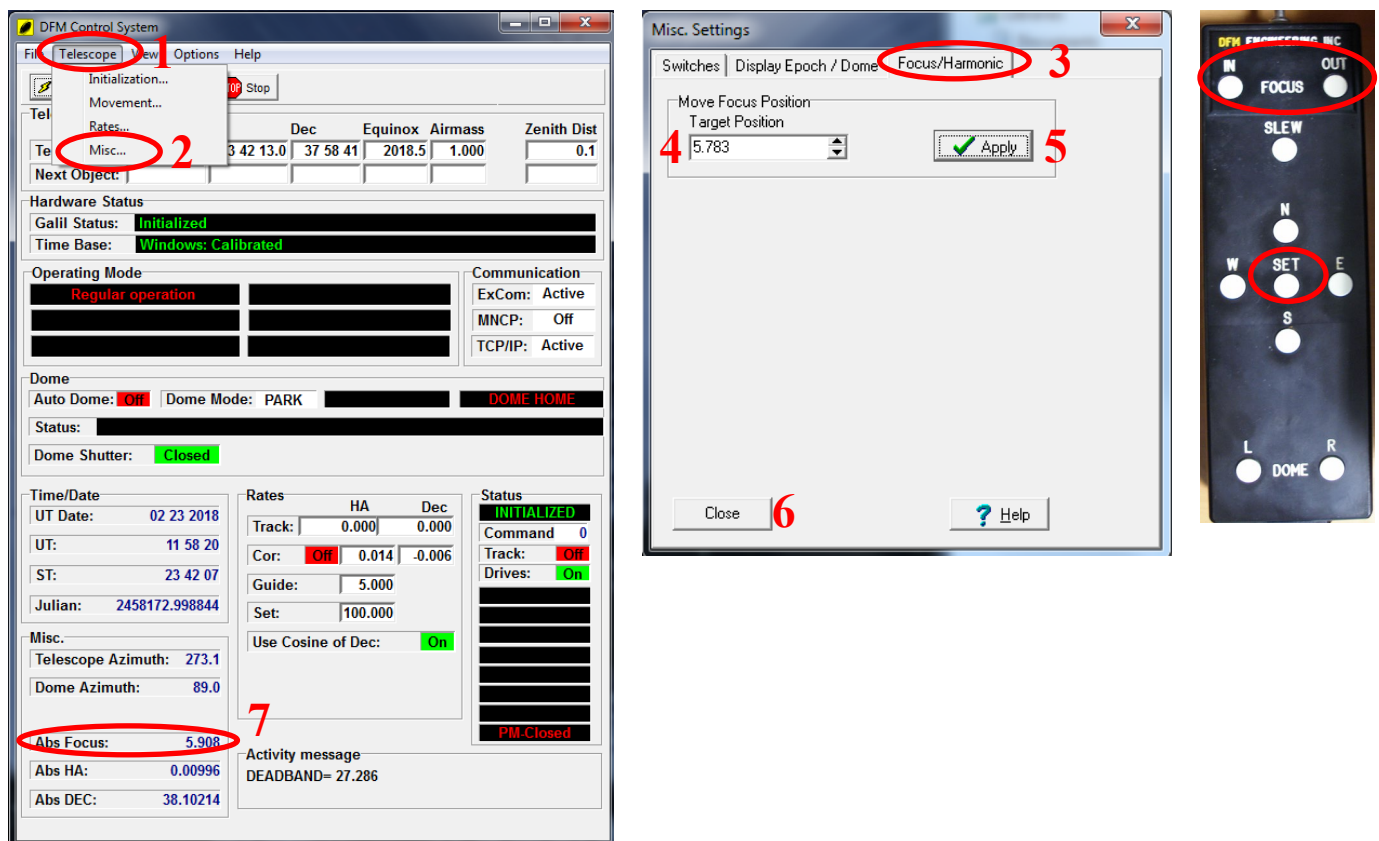 DFM Control System
File Telescope View Options Help
1
Initialization...
Movement...
Rates...
Misc...
2
Stop
Dec Equinox Airmass Zenith Dist
3 42 13.0 37 58 41 2018.5 1.000 0.1
Next Object:
Hardware Status
Galil Status: Initialized
Time Base: Windows: Calibrated
Operating Mode
Regular operation
Communication
ExCom: Active
MNCP: Off
TCP/IP: Active
Dome
Auto Dome: Off Dome Mode: PARK DOME HOME
Status:
Dome Shutter: Closed
Time/Date
UT Date: 02 23 2018
UT: 11 58 20
ST: 23 42 07
Julian: 2458172.998844
Rates
HA Dec
Track: 0.000 0.000
Cor: Off 0.014 -0.006
Guide: 5.000
Set: 100.000
Use Cosine of Dec: On
Status
INITIALIZED
Command 0
Track: Off
Drives: On
PM-Closed
Misc.
Telescope Azimuth: 273.1
Dome Azimuth: 89.0
Abs Focus: 5.908
7
Abs HA: 0.00996
Abs DEC: 38.10214
Activity message
DEADBAND= 27.286
Misc. Settings
Switches Display Epoch / Dome Focus/Harmonic
3
Move Focus Position
Target Position
4 5.783 Apply 5
Close 6 Help
DFM ENGINEERING INC
IN OUT
FOCUS
SLEW
N
W SET E
S
L R
DOME